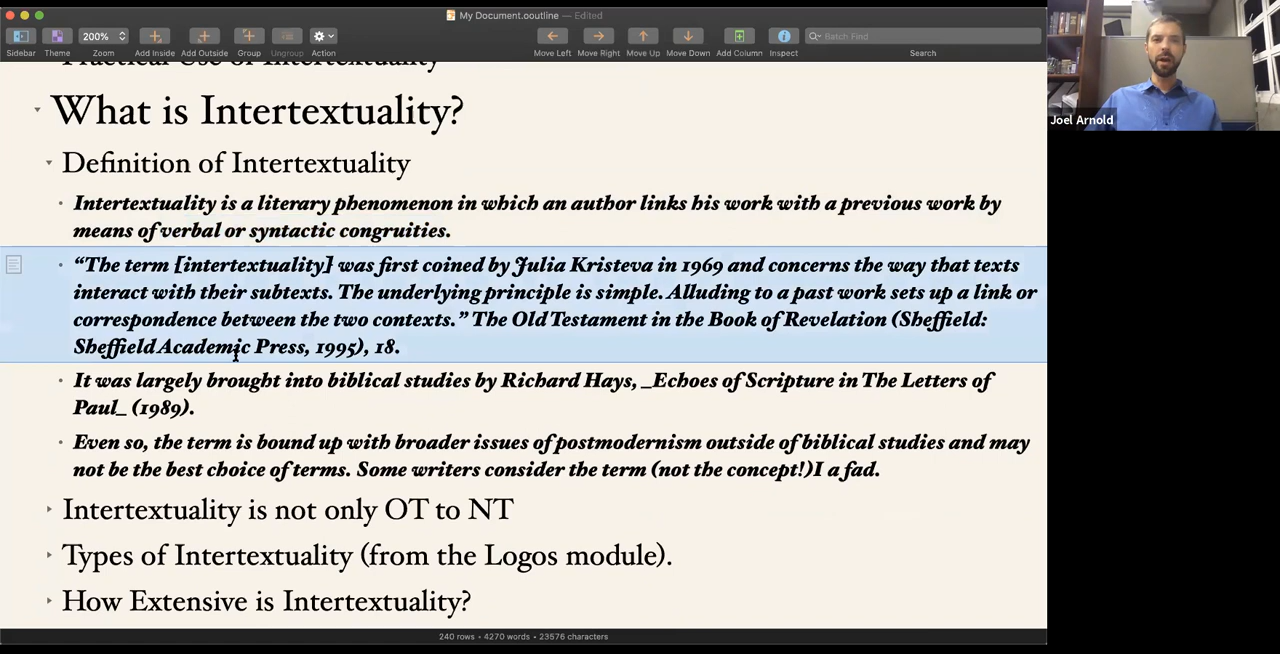 My Document.ooutline — Edited
200%
Batch Find
Sidebar Theme Zoom Add Inside Add Outside Group Ungroup Action Move Left Move Right Move Up Move Down Add Column Inspect Search
Practical Use of Intertextuality
What is Intertextuality?
Definition of Intertextuality
Intertextuality is a literary phenomenon in which an author links his work with a previous work by
means of verbal or syntactic congruities.
“The term [intertextuality] was first coined by Julia Kristeva in 1969 and concerns the way that texts
interact with their subtexts. The underlying principle is simple. Alluding to a past work sets up a link or
correspondence between the two contexts.” The Old Testament in the Book of Revelation (Sheffield:
Sheffield Academic Press, 1995), 18.
It was largely brought into biblical studies by Richard Hays, _Echoes of Scripture in The Letters of
Paul_ (1989).
Even so, the term is bound up with broader issues of postmodernism outside of biblical studies and may
not be the best choice of terms. Some writers consider the term (not the concept!)I a fad.
Intertextuality is not only OT to NT
Types of Intertextuality (from the Logos module).
How Extensive is Intertextuality?
240 rows • 4270 words • 23576 characters
Joel Arnold